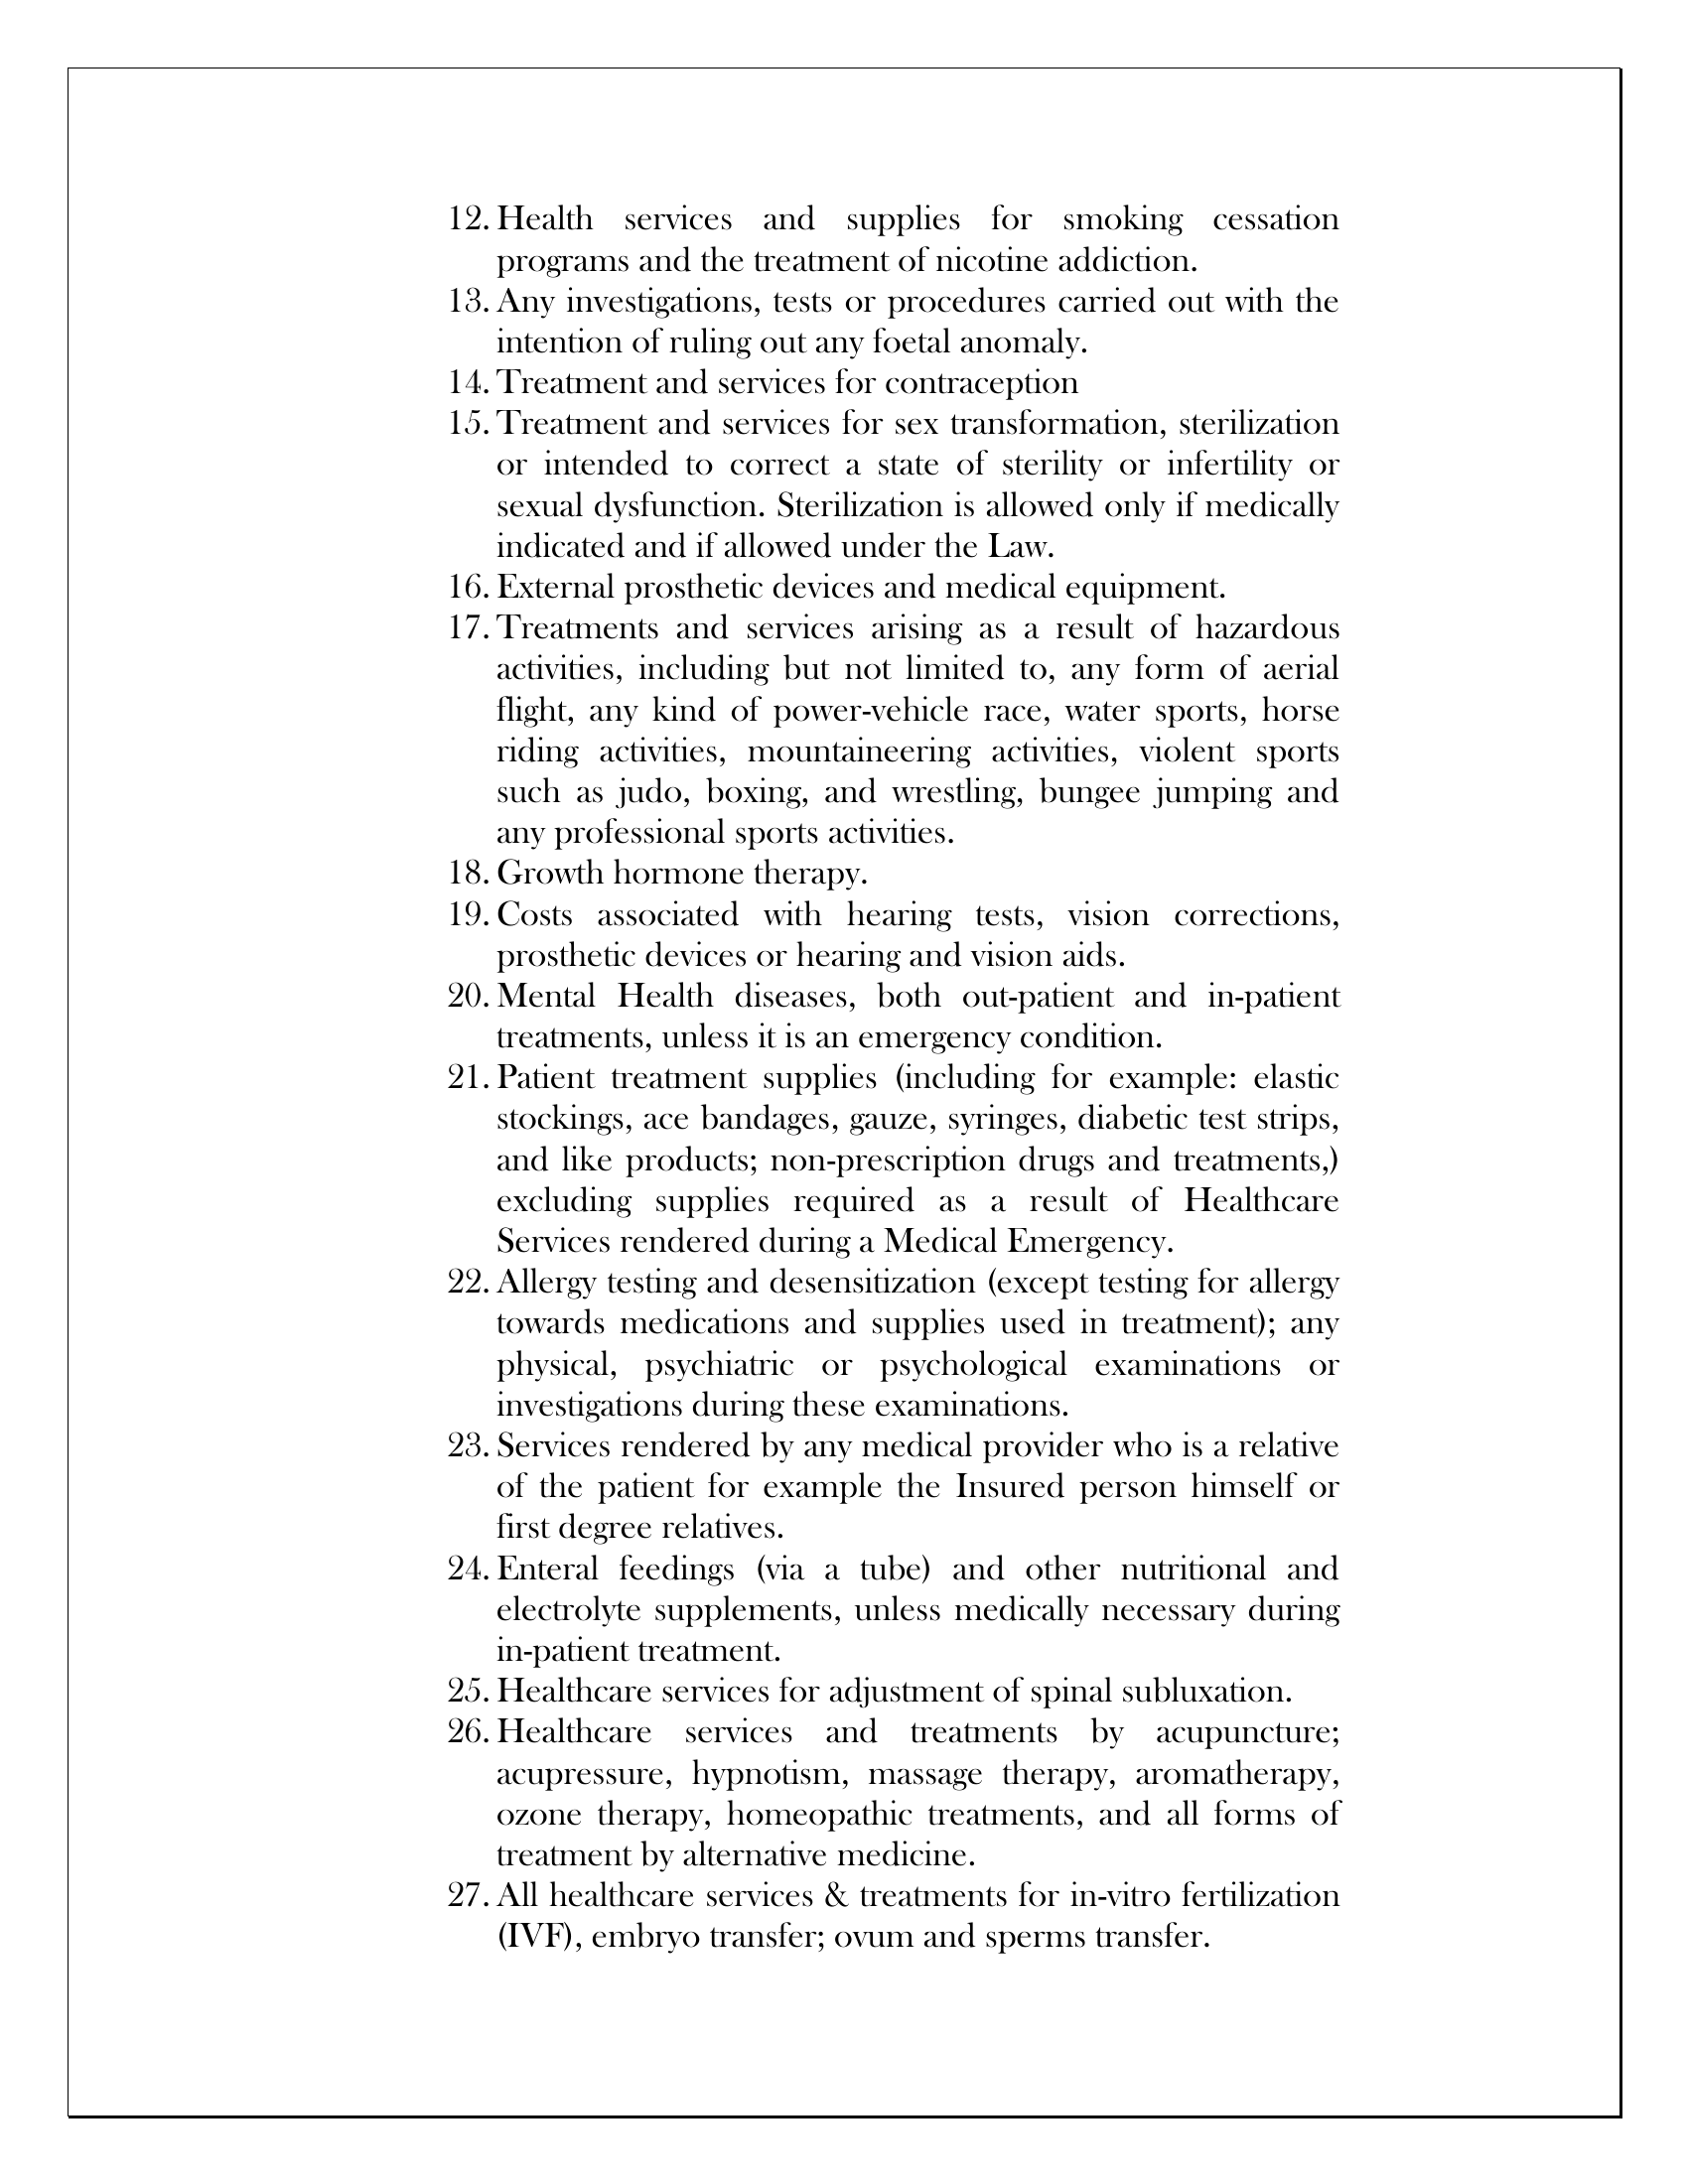 12. Health services and supplies for smoking cessation
programs and the treatment of nicotine addiction.
13. Any investigations, tests or procedures carried out with the
intention of ruling out any foetal anomaly.
14. Treatment and services for contraception
15. Treatment and services for sex transformation, sterilization
or intended to correct a state of sterility or infertility or
sexual dysfunction. Sterilization is allowed only if medically
indicated and if allowed under the Law.
16. External prosthetic devices and medical equipment.
17. Treatments and services arising as a result of hazardous
activities, including but not limited to, any form of aerial
flight, any kind of power-vehicle race, water sports, horse
riding activities, mountaineering activities, violent sports
such as judo, boxing, and wrestling, bungee jumping and
any professional sports activities.
18. Growth hormone therapy.
19. Costs associated with hearing tests, vision corrections,
prosthetic devices or hearing and vision aids.
20. Mental Health diseases, both out-patient and in-patient
treatments, unless it is an emergency condition.
21. Patient treatment supplies (including for example: elastic
stockings, ace bandages, gauze, syringes, diabetic test strips,
and like products; non-prescription drugs and treatments,)
excluding supplies required as a result of Healthcare
Services rendered during a Medical Emergency.
22. Allergy testing and desensitization (except testing for allergy
towards medications and supplies used in treatment); any
physical, psychiatric or psychological examinations or
investigations during these examinations.
23. Services rendered by any medical provider who is a relative
of the patient for example the Insured person himself or
first degree relatives.
24. Enteral feedings (via a tube) and other nutritional and
electrolyte supplements, unless medically necessary during
in-patient treatment.
25. Healthcare services for adjustment of spinal subluxation.
26. Healthcare services and treatments by acupuncture;
acupressure, hypnotism, massage therapy, aromatherapy,
ozone therapy, homeopathic treatments, and all forms of
treatment by alternative medicine.
27. All healthcare services & treatments for in-vitro fertilization
(IVF), embryo transfer; ovum and sperms transfer.